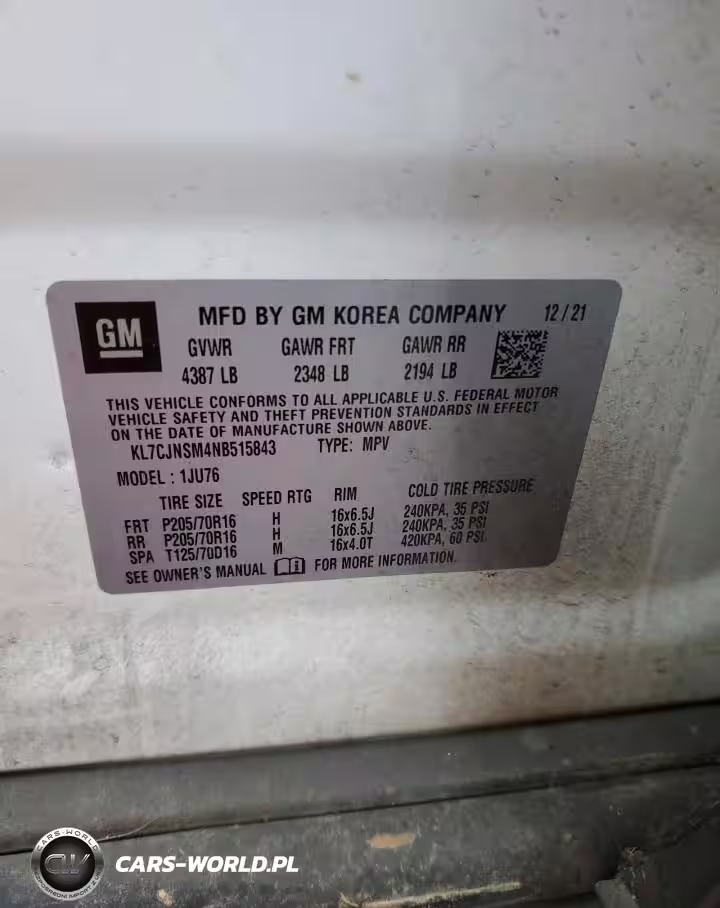 GM
MFD BY GM KOREA COMPANY 12/21
GVWR GAWR FRT GAWR RR
4387 LB 2348 LB 2194 LB
THIS VEHICLE CONFORMS TO ALL APPLICABLE U.S. FEDERAL MOTOR
VEHICLE SAFETY AND THEFT PREVENTION STANDARDS IN EFFECT
ON THE DATE OF MANUFACTURE SHOWN ABOVE.
KL7CJNSM4NB515843 TYPE: MPV
MODEL : 1JU76
TIRE SIZE SPEED RTG RIM COLD TIRE PRESSURE
FRT P205/70R16 H 16x6.5J 240KPA, 35 PSI
RR P205/70R16 H 16x6.5J 240KPA, 35 PSI
SPA T125/70D16 M 16x4.0T 420KPA, 60 PSI
SEE OWNER'S MANUAL FOR MORE INFORMATION.
CARS-WORLD
CW
CARS-WORLD.PL